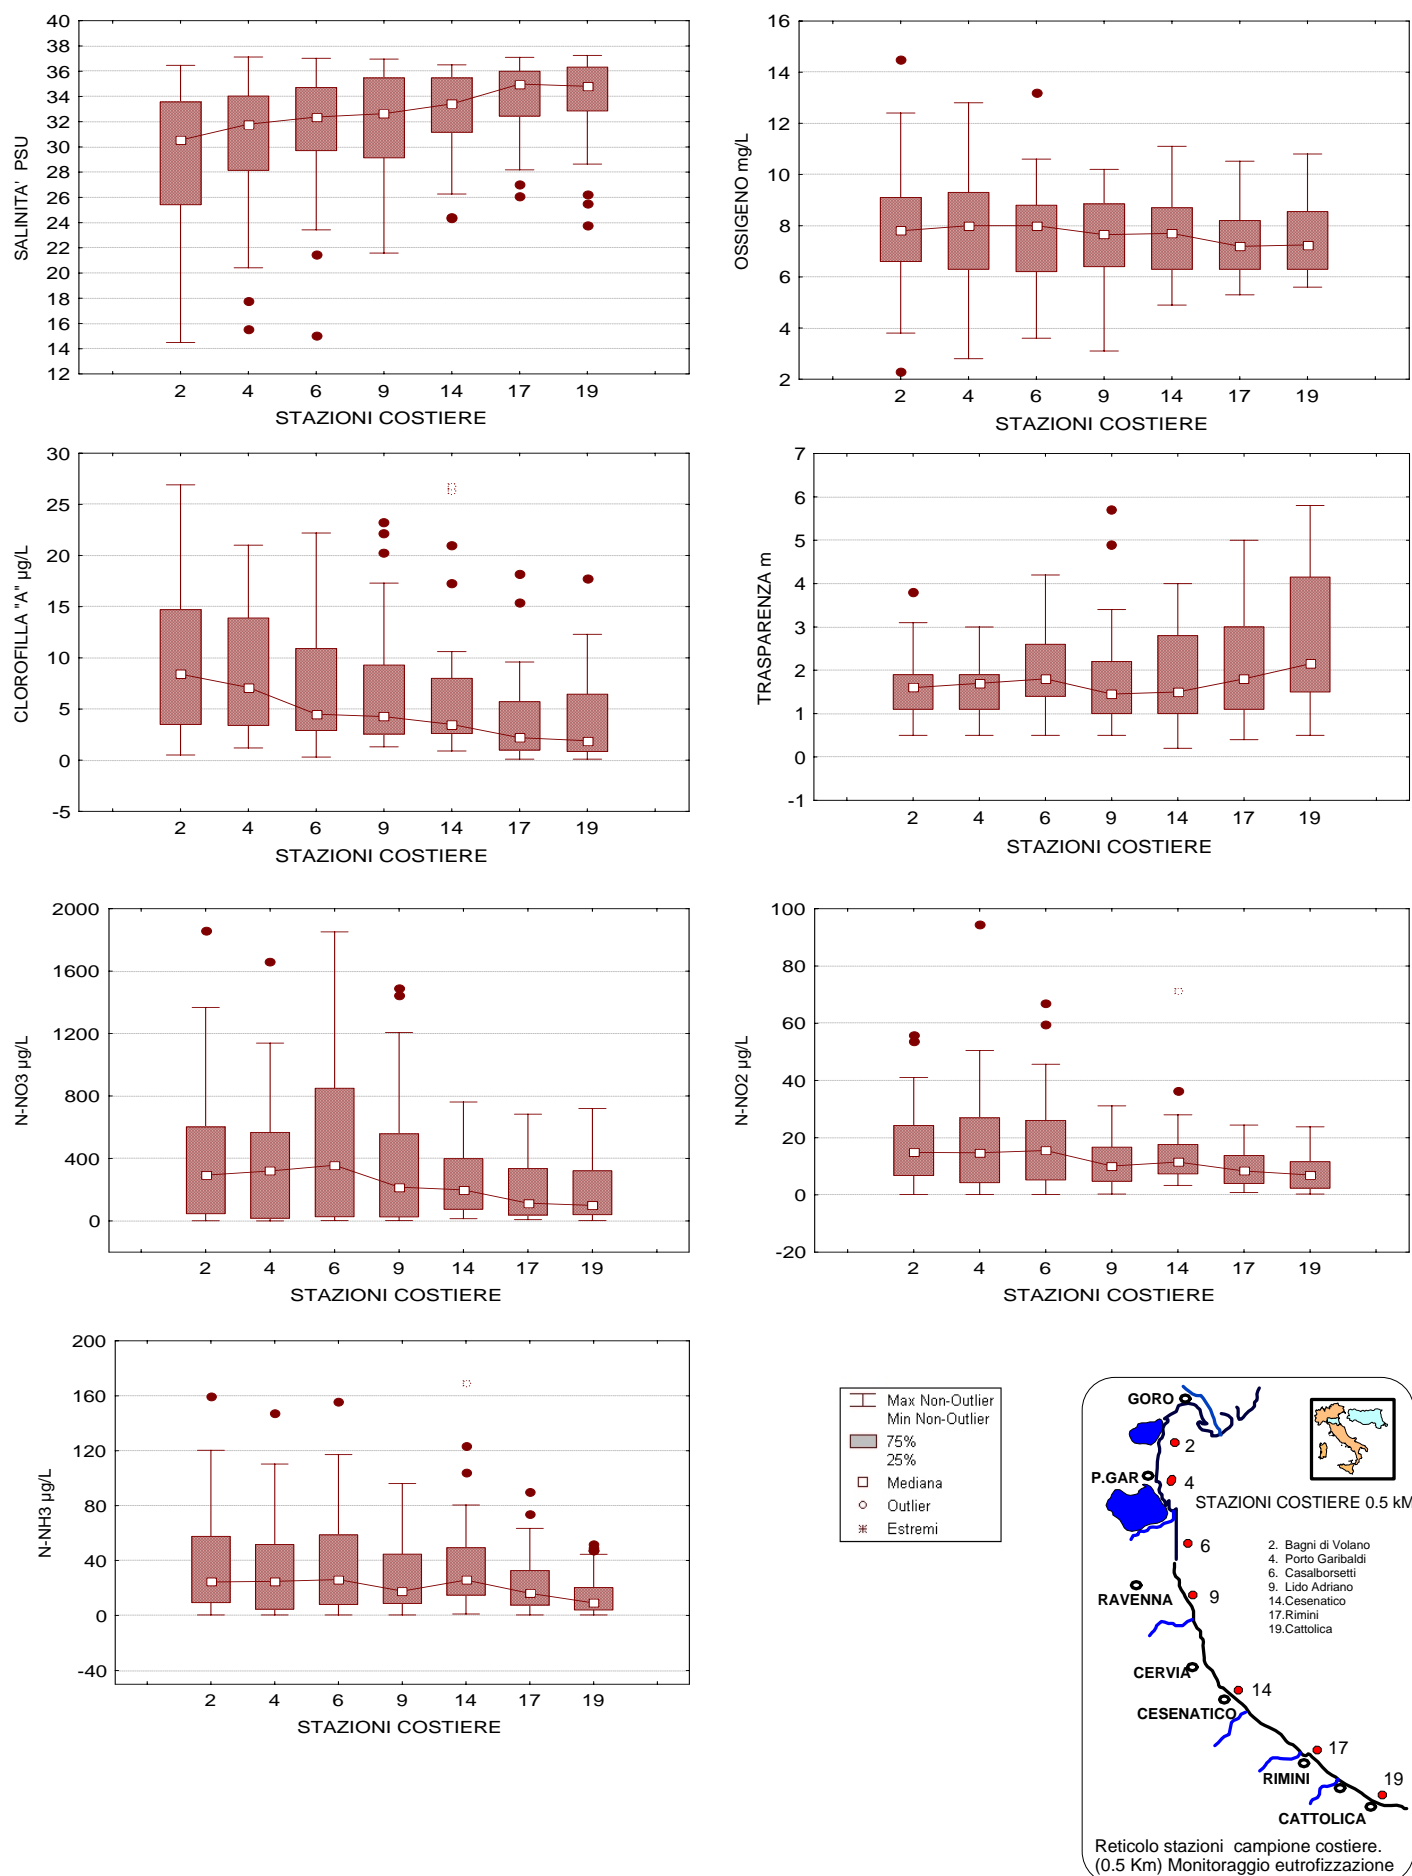 40
38
36
34
32
30
28
26
24
22
20
18
16
14
12
SALINITA' PSU
2 4 6 9 14 17 19
STAZIONI COSTIERE
16
14
12
10
8
6
4
2
OSSIGENO mg/L
2 4 6 9 14 17 19
STAZIONI COSTIERE
30
25
20
15
10
5
0
-5
CLOROFILLA "A" µg/L
2 4 6 9 14 17 19
STAZIONI COSTIERE
7
6
5
4
3
2
1
0
-1
TRASPARENZA m
2 4 6 9 14 17 19
STAZIONI COSTIERE
2000
1600
1200
800
400
0
N-NO3 µg/L
2 4 6 9 14 17 19
STAZIONI COSTIERE
100
80
60
40
20
0
-20
N-NO2 µg/L
2 4 6 9 14 17 19
STAZIONI COSTIERE
200
160
120
80
40
0
-40
N-NH3 µg/L
2 4 6 9 14 17 19
STAZIONI COSTIERE
Max Non-Outlier
Min Non-Outlier
75%
25%
Mediana
Outlier
Estremi
GORO
2
P.GAR
4
STAZIONI COSTIERE 0.5 kM
6
2. Bagni di Volano
4. Porto Garibaldi
6. Casalborsetti
9. Lido Adriano
14.Cesenatico
17.Rimini
19.Cattolica
RAVENNA
9
CERVIA
14
CESENATICO
17
RIMINI
19
CATTOLICA
Reticolo stazioni campione costiere.
(0.5 Km) Monitoraggio eutrofizzazione